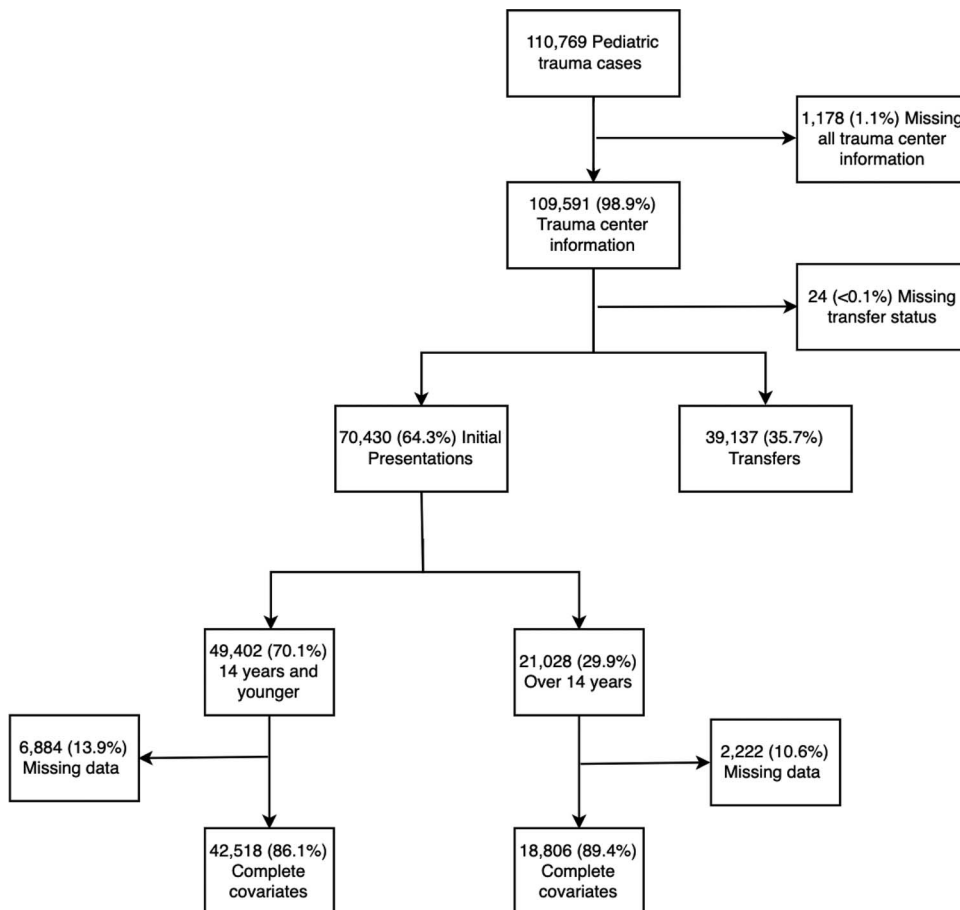 110,769 Pediatric
trauma cases
1,178 (1.1%) Missing
all trauma center
information
109,591 (98.9%)
Trauma center
information
24 (<0.1%) Missing
transfer status
70,430 (64.3%) Initial
Presentations
39,137 (35.7%)
Transfers
49,402 (70.1%)
14 years and
younger
21,028 (29.9%)
Over 14 years
6,884 (13.9%)
Missing data
2,222 (10.6%)
Missing data
42,518 (86.1%)
Complete
covariates
18,806 (89.4%)
Complete
covariates